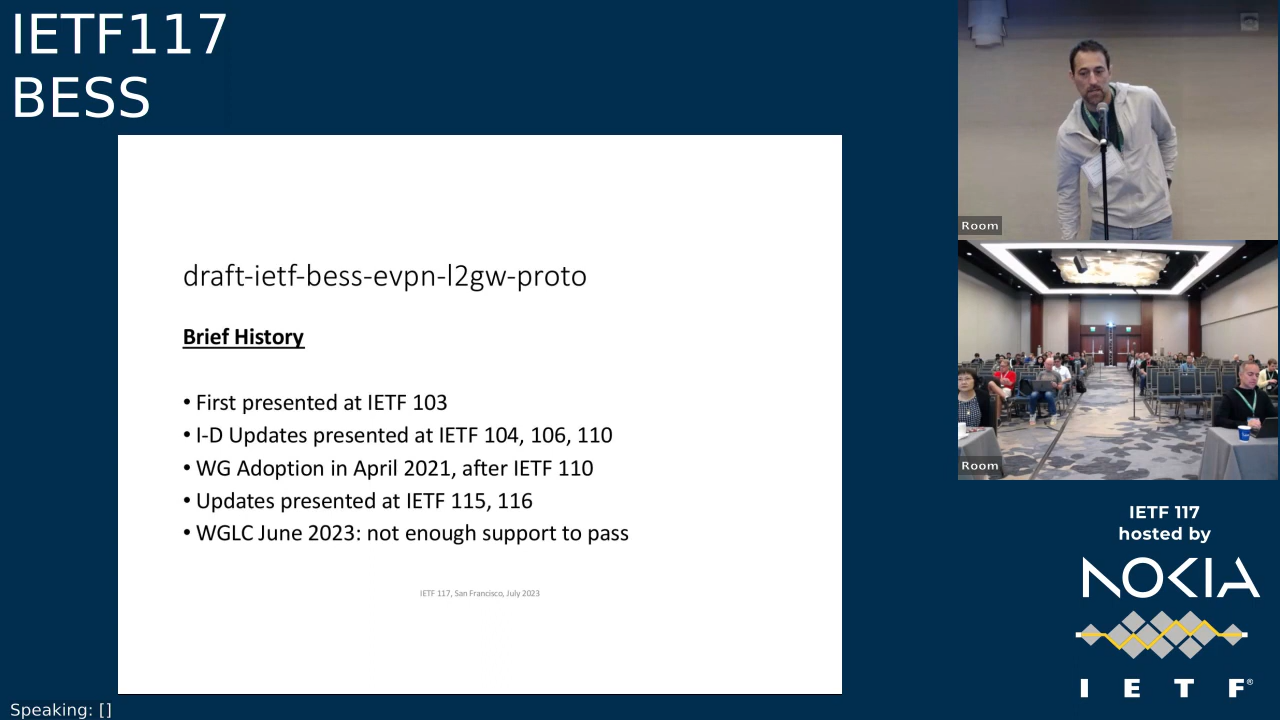 IETF117
BESS
draft-ietf-bess-evpn-l2gw-proto
Brief History
• First presented at IETF 103
• I-D Updates presented at IETF 104, 106, 110
• WG Adoption in April 2021, after IETF 110
• Updates presented at IETF 115, 116
• WGLC June 2023: not enough support to pass
IETF 117, San Francisco, July 2023
Room
Room
IETF 117
hosted by
NOKIA
I E T F®
Speaking: []